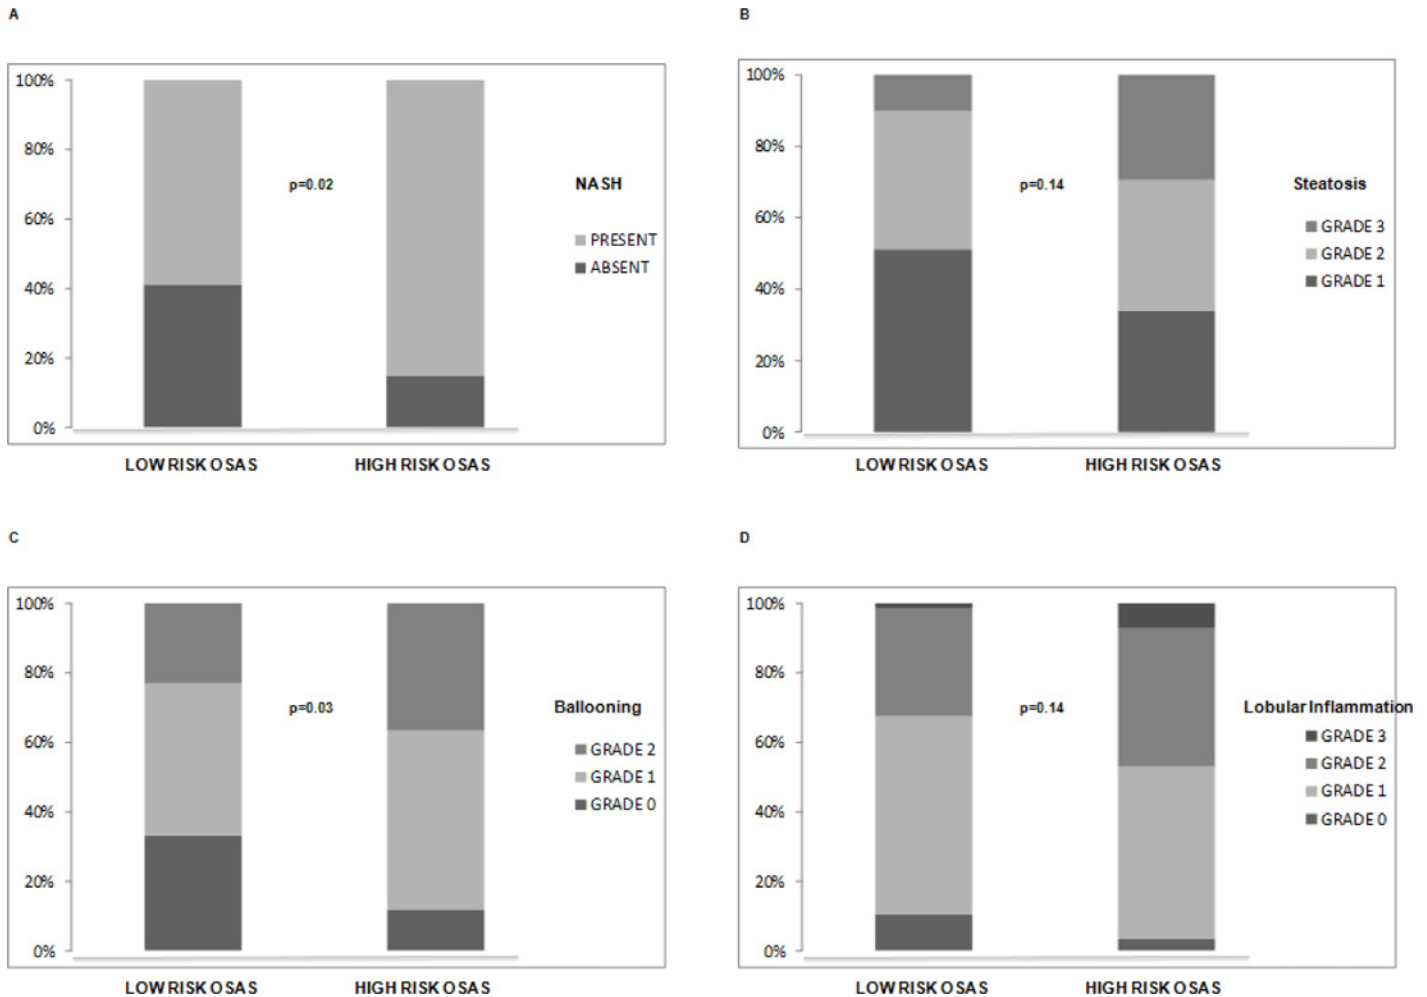 A
100%
80%
60%
40%
20%
0%
p=0.02
NASH
PRESENT
ABSENT
LOW RISK OSAS
HIGH RISK OSAS
B
100%
80%
60%
40%
20%
0%
p=0.14
Steatosis
GRADE 3
GRADE 2
GRADE 1
LOW RISK OSAS
HIGH RISK OSAS
C
100%
80%
60%
40%
20%
0%
p=0.03
Ballooning
GRADE 2
GRADE 1
GRADE 0
LOW RISK OSAS
HIGH RISK OSAS
D
100%
80%
60%
40%
20%
0%
p=0.14
Lobular Inflammation
GRADE 3
GRADE 2
GRADE 1
GRADE 0
LOW RISK OSAS
HIGH RISK OSAS